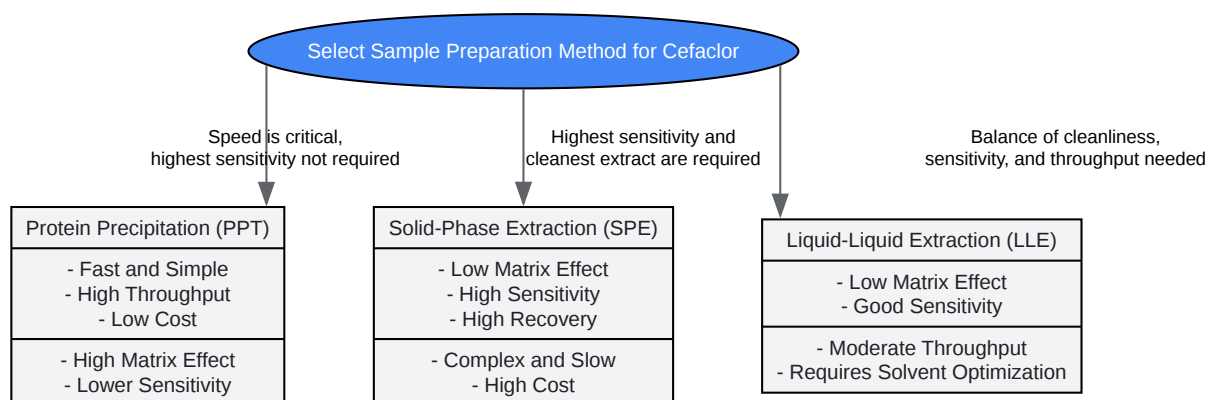 Select Sample Preparation Method for Cefaclor
Speed is critical,
highest sensitivity not required
Highest sensitivity and
cleanest extract are required
Balance of cleanliness,
sensitivity, and throughput needed
Protein Precipitation (PPT)
- Fast and Simple
- High Throughput
- Low Cost
- High Matrix Effect
- Lower Sensitivity
Solid-Phase Extraction (SPE)
- Low Matrix Effect
- High Sensitivity
- High Recovery
- Complex and Slow
- High Cost
Liquid-Liquid Extraction (LLE)
- Low Matrix Effect
- Good Sensitivity
- Moderate Throughput
- Requires Solvent Optimization